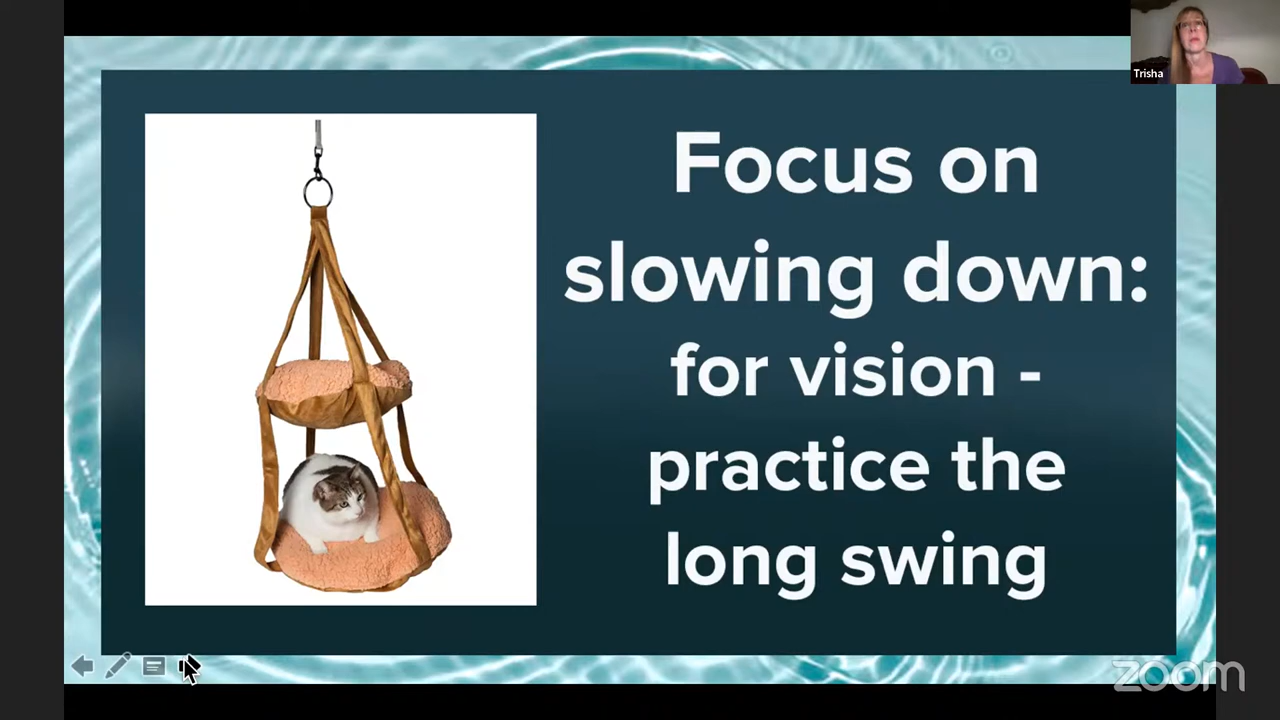 Trisha
Focus on
slowing down:
for vision -
practice the
long swing
zoom